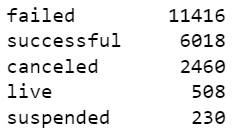 failed 11416
successful 6018
canceled 2460
live 508
suspended 230